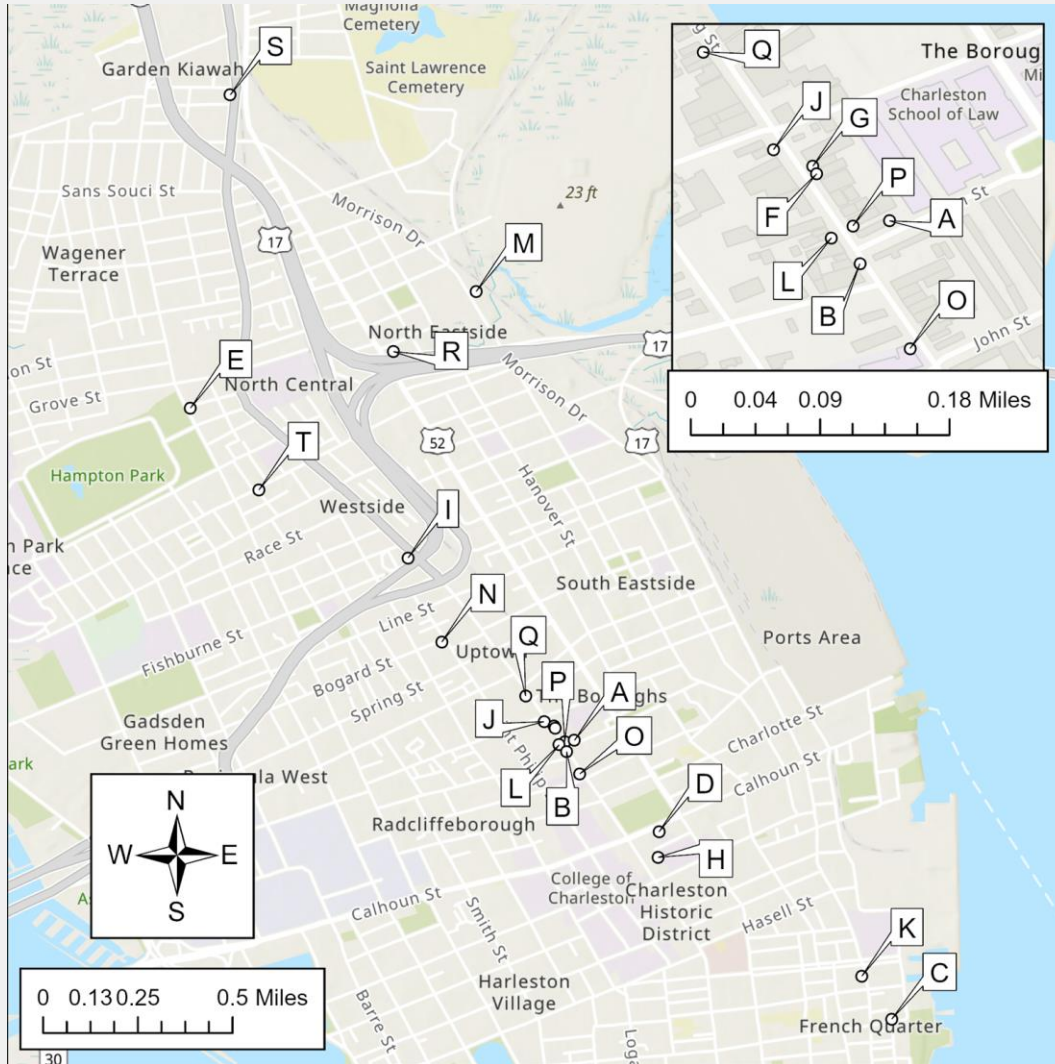 Magnolia
Cemetery
S
Garden Kiawah
Saint Lawrence
Cemetery
Sans Souci St
23 ft
Morrison Dr
17
Wagener
Terrace
M
North Eastside
R
17
E
North Central
Grove St
Morrison Dr
52
17
T
Hampton Park
Hanover St
Westside
I
Race St
South Eastside
N
Line St
Ports Area
Q
Uptow
Fishburne St
Bogard St
P
A
Spring St
J
O
Gadsden
Green Homes
Charlotte St
L
B
D
Calhoun St
Radcliffeborough
H
College of
Charleston
Charleston
Historic
District
Calhoun St
Smith St
Hasell St
K
C
Harleston
Village
French Quarter
Barre St
N
W E
S
0 0.13 0.25 0.5 Miles
30
Q
The Boroug
J
G
Charleston
School of Law
P
F
A
L
B
O
John St
0 0.04 0.09 0.18 Miles